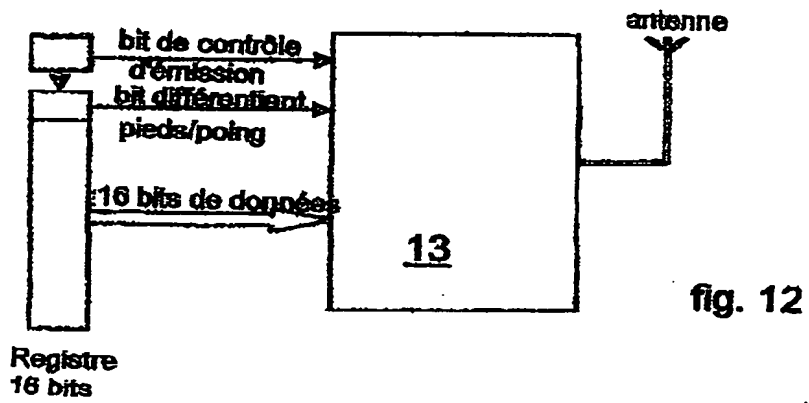 antenne
bit de contrôle
d'émission
bit différentiant
pieds/poing
16 bits de données
13
fig. 12
Registre
16 bits